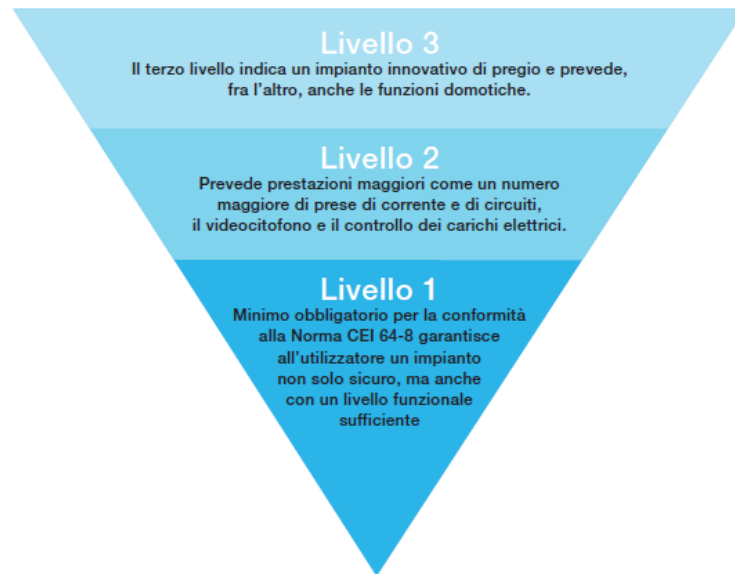 Livello 3
Il terzo livello indica un impianto innovativo di pregio e prevede,
fra l'altro, anche le funzioni domotiche.
Livello 2
Prevede prestazioni maggiori come un numero
maggiore di prese di corrente e di circuiti,
il videocitofono e il controllo dei carichi elettrici.
Livello 1
Minimo obbligatorio per la conformità
alla Norma CEI 64-8 garantisce
all'utilizzatore un impianto
non solo sicuro, ma anche
con un livello funzionale
sufficiente